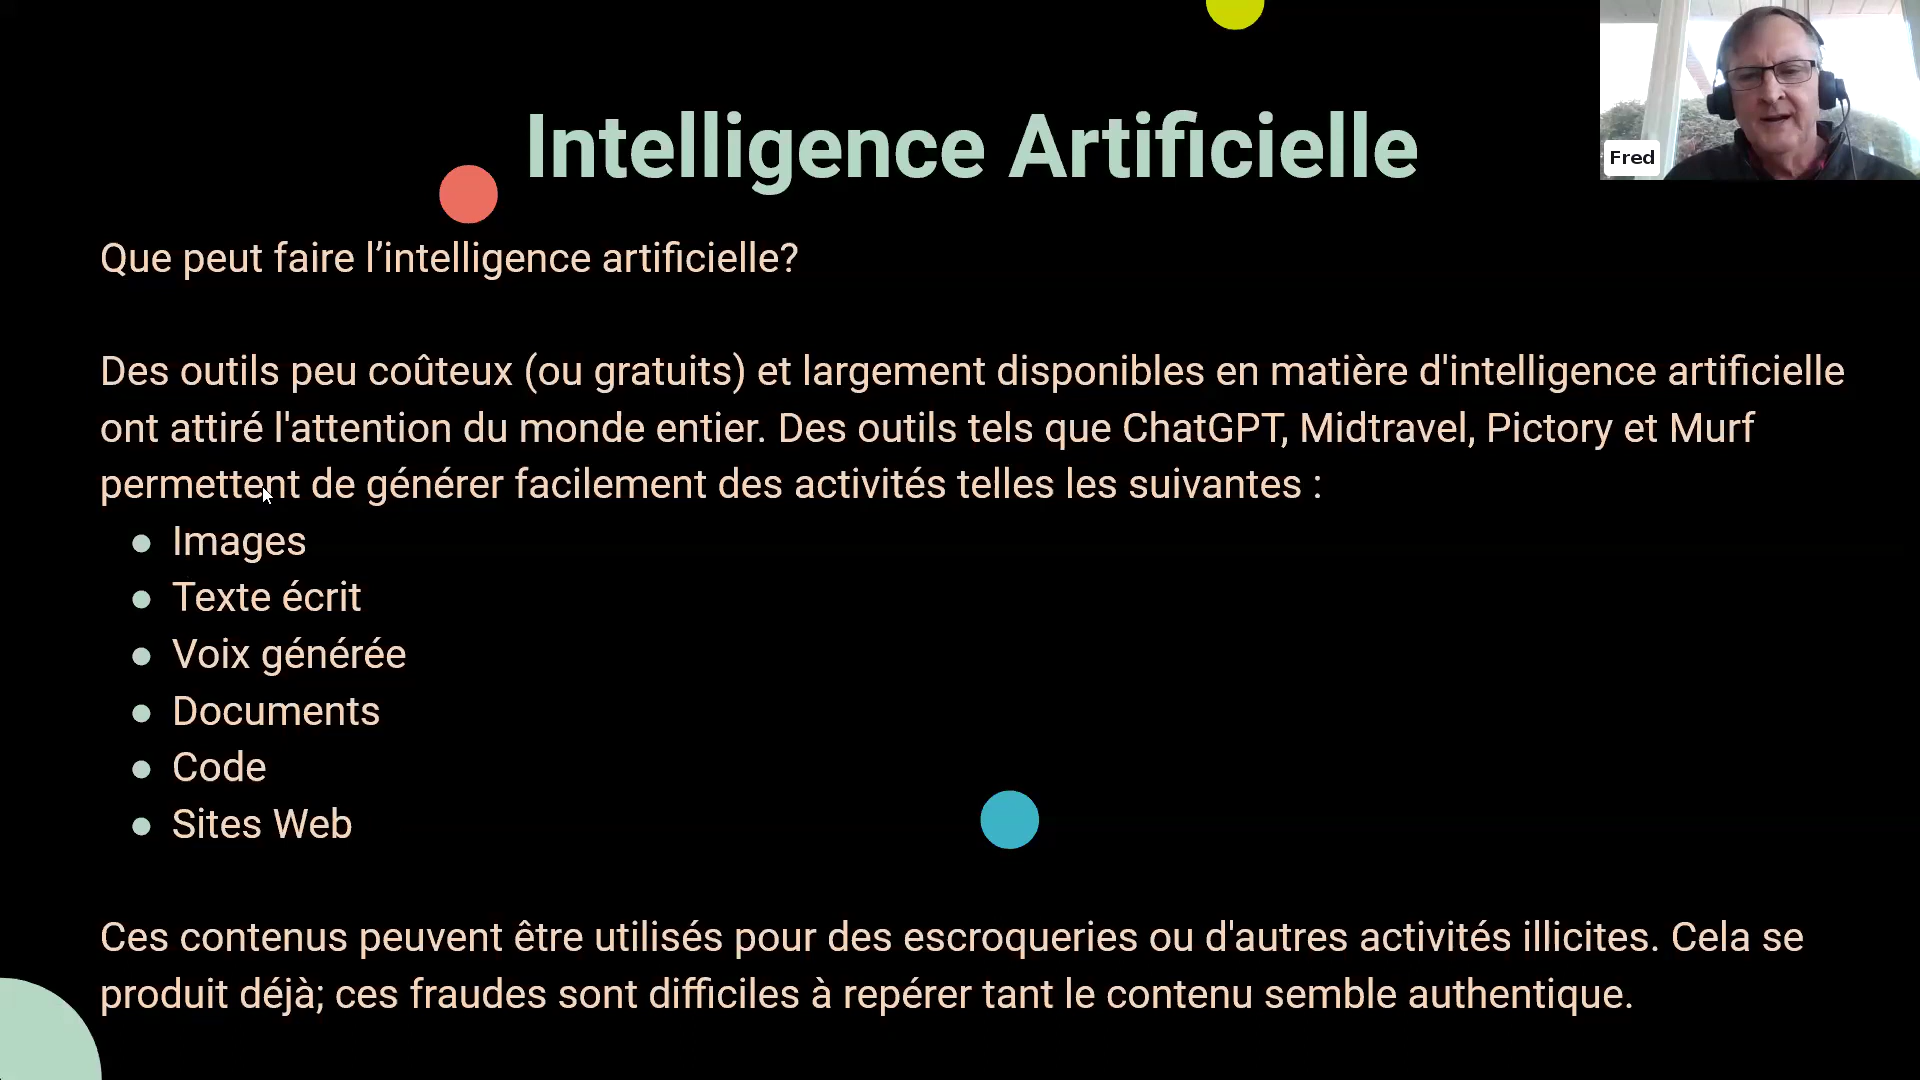 Intelligence Artificielle
Fred
Que peut faire l’intelligence artificielle?
Des outils peu coûteux (ou gratuits) et largement disponibles en matière d'intelligence artificielle
ont attiré l'attention du monde entier. Des outils tels que ChatGPT, Midtravel, Pictory et Murf
permettent de générer facilement des activités telles les suivantes :
● Images
● Texte écrit
● Voix générée
● Documents
● Code
● Sites Web
Ces contenus peuvent être utilisés pour des escroqueries ou d'autres activités illicites. Cela se
produit déjà; ces fraudes sont difficiles à repérer tant le contenu semble authentique.